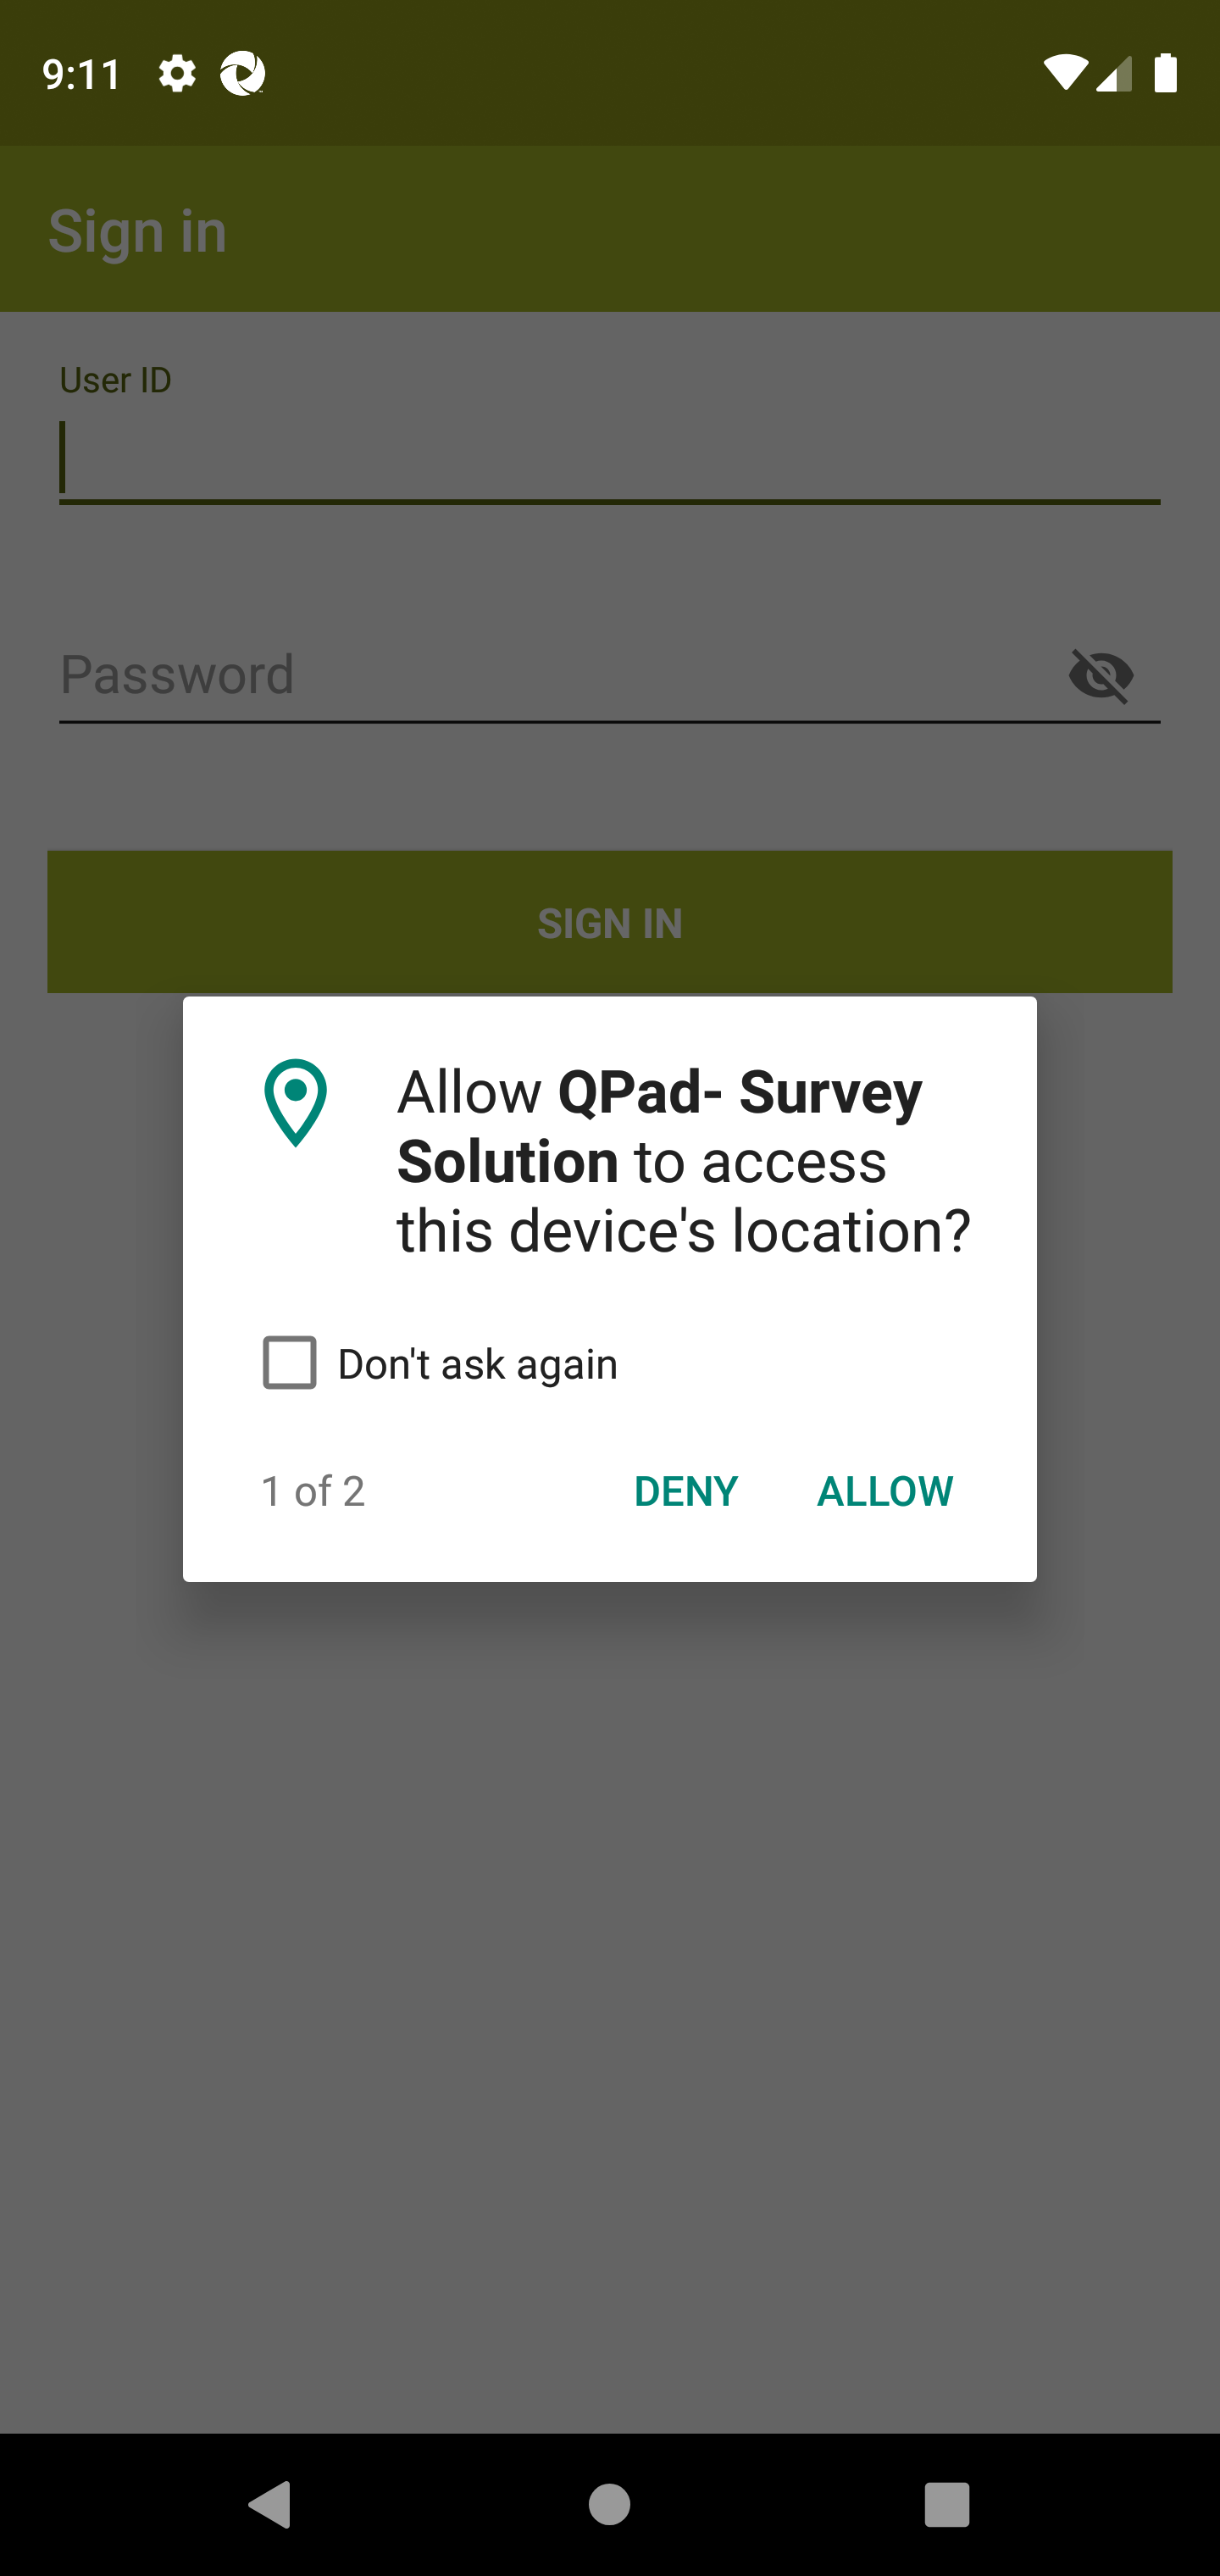 9:11
Sign in
User ID
Password
SIGN IN
Allow QPad- Survey
Solution to access
this device's location?
Don't ask again
1 of 2 DENY ALLOW